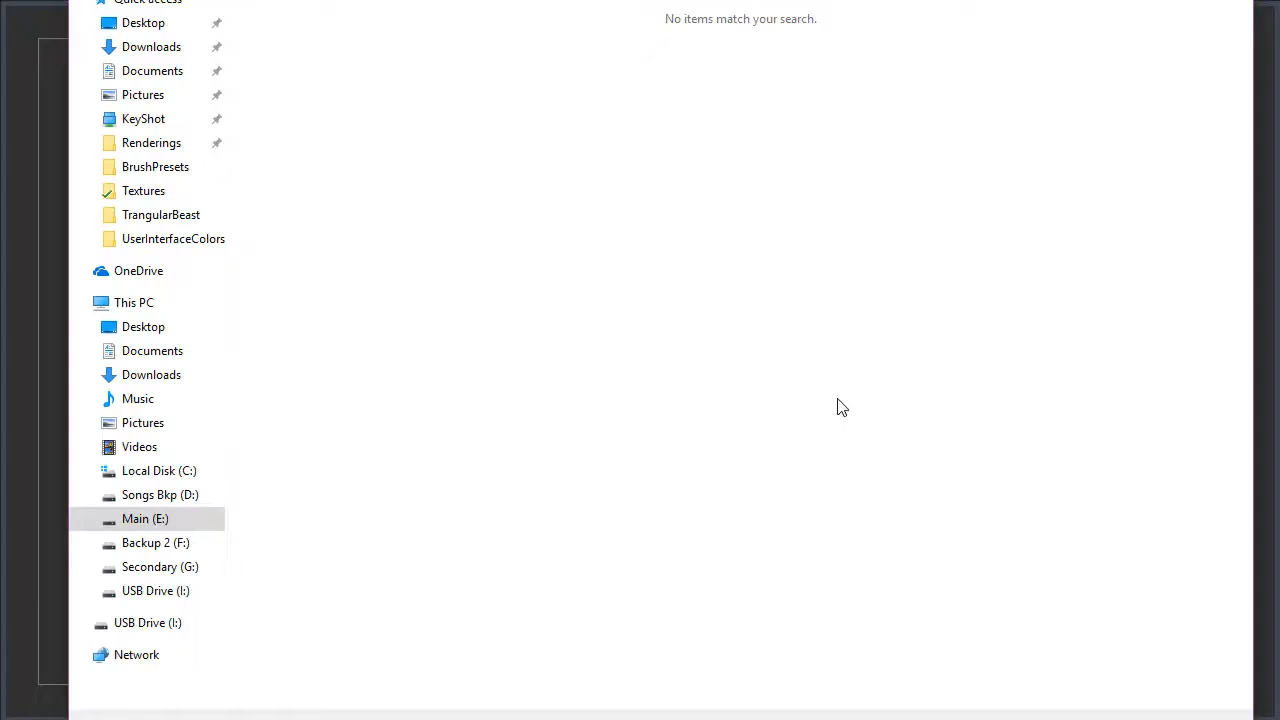 Quick access
No items match your search.
Desktop
Downloads
Documents
Pictures
KeyShot
Renderings
BrushPresets
Textures
TrangularBeast
UserInterfaceColors
OneDrive
This PC
Desktop
Documents
Downloads
Music
Pictures
Videos
Local Disk (C:)
Songs Bkp (D:)
Main (E:)
Backup 2 (F:)
Secondary (G:)
USB Drive (I:)
USB Drive (I:)
Network